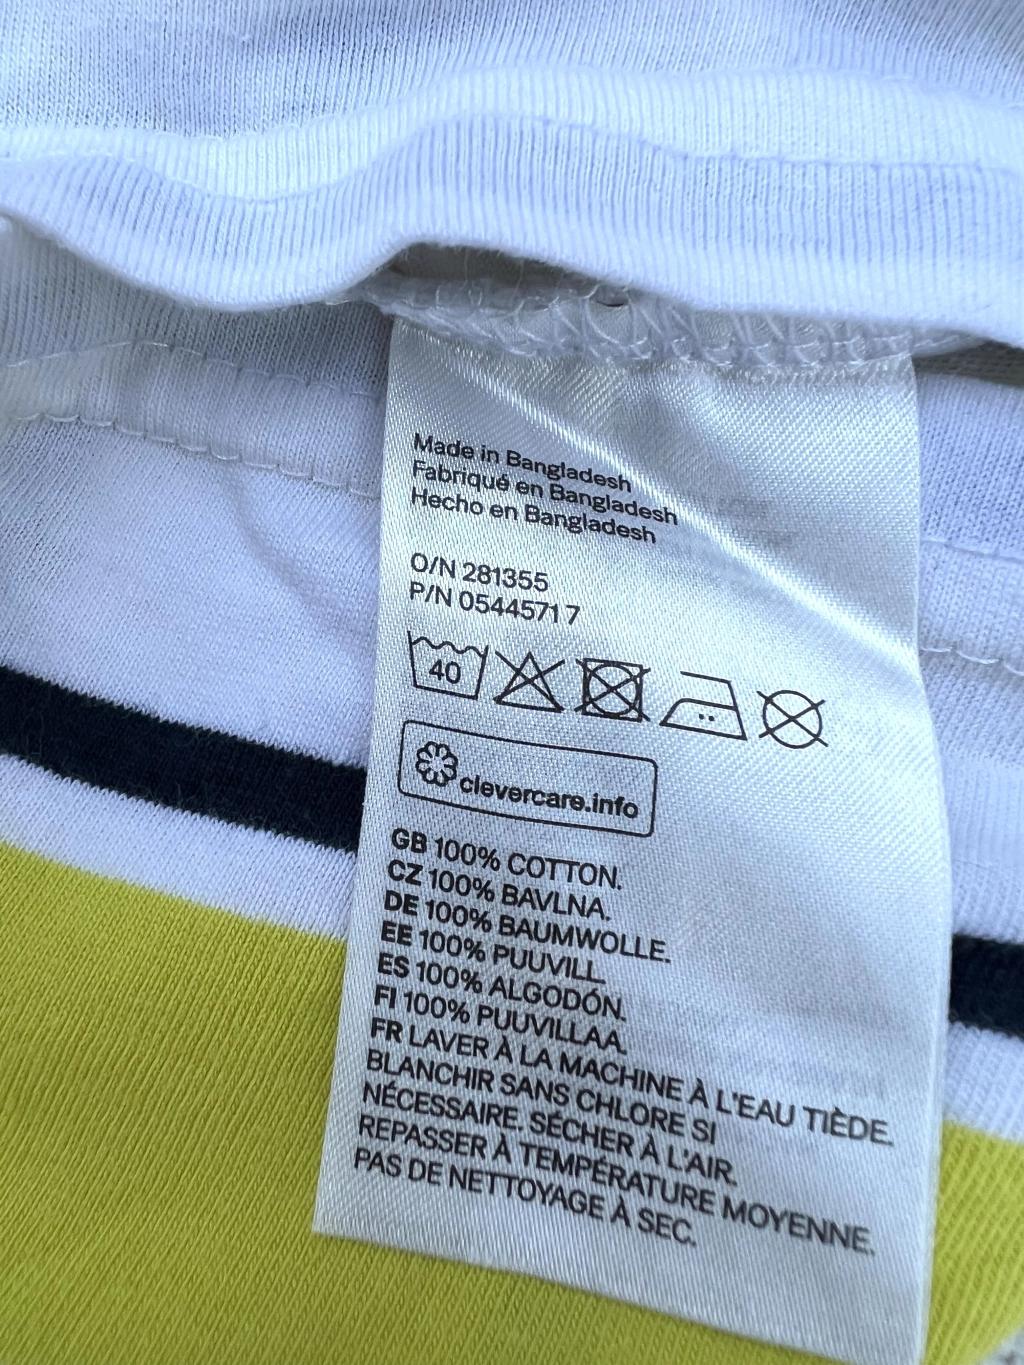 Made in Bangladesh
Fabriqué en Bangladesh
Hecho en Bangladesh
O/N 281355
P/N 05445717
40
clevercare.info
GB 100% COTTON.
CZ 100% BAVLNA.
DE 100% BAUMWOLLE.
EE 100% PUUVILL.
ES 100% ALGODÓN.
FI 100% PUUVILLAA.
FR LAVER À LA MACHINE À L'EAU TIÈDE.
BLANCHIR SANS CHLORE SI
NÉCESSAIRE. SÉCHER À L'AIR.
REPASSER À TEMPÉRATURE MOYENNE.
PAS DE NETTOYAGE À SEC.